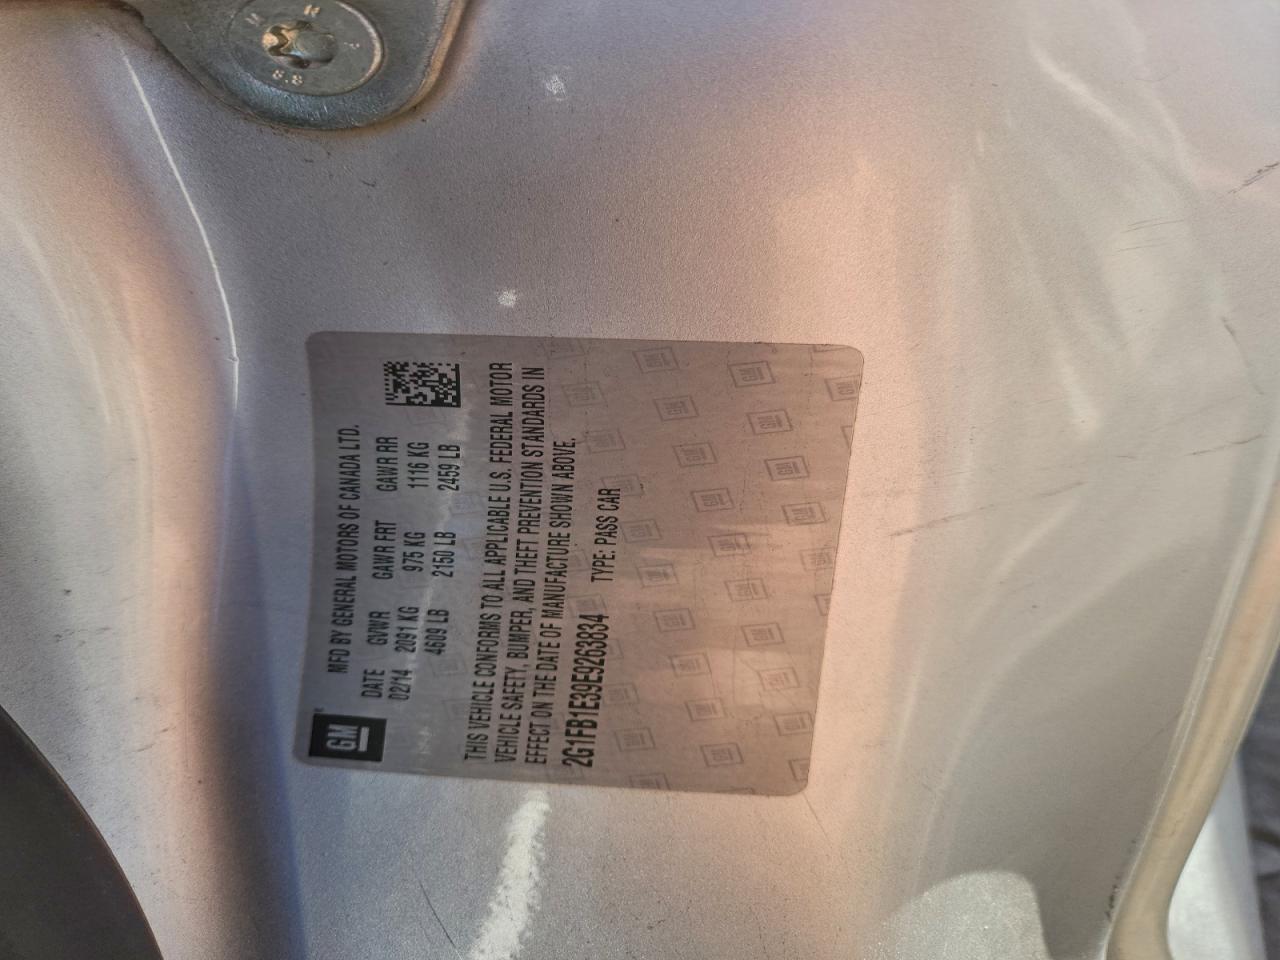 GM
MFD BY GENERAL MOTORS OF CANADA LTD.
DATE GVWR GAWR FRT GAWR RR
02/14 2091 KG 975 KG 1116 KG
4609 LB 2150 LB 2459 LB
THIS VEHICLE CONFORMS TO ALL APPLICABLE U.S. FEDERAL MOTOR
VEHICLE SAFETY, BUMPER, AND THEFT PREVENTION STANDARDS IN
EFFECT ON THE DATE OF MANUFACTURE SHOWN ABOVE.
2G1FB1E39E9263834 TYPE: PASS CAR
8.8